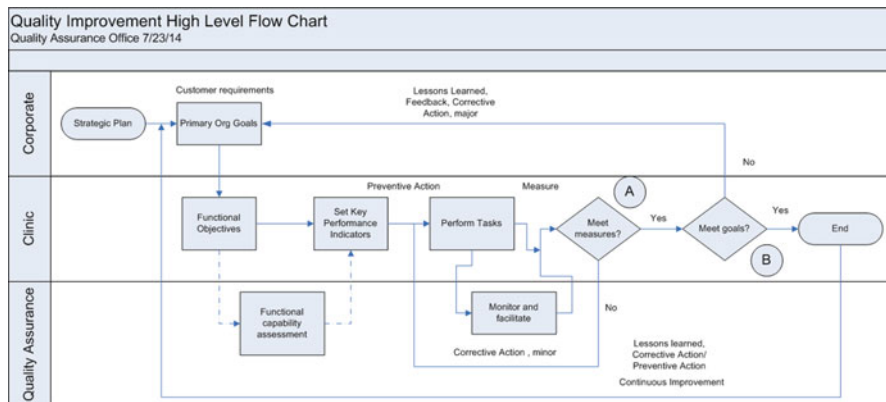 Quality Improvement High Level Flow Chart
Quality Assurance Office 7/23/14
Corporate
Customer requirements
Strategic Plan
Primary Org Goals
Lessons Learned,
Feedback, Corrective
Action, major
No
Clinic
Preventive Action
Measure
A
Functional
Objectives
Set Key
Performance
Indicators
Perform Tasks
Meet
measures?
Yes
Meet goals?
Yes
End
B
Quality Assurance
Functional
capability
assessment
Monitor and
facilitate
No
Corrective Action , minor
Lessons learned,
Corrective Action/
Preventive Action
Continuous Improvement